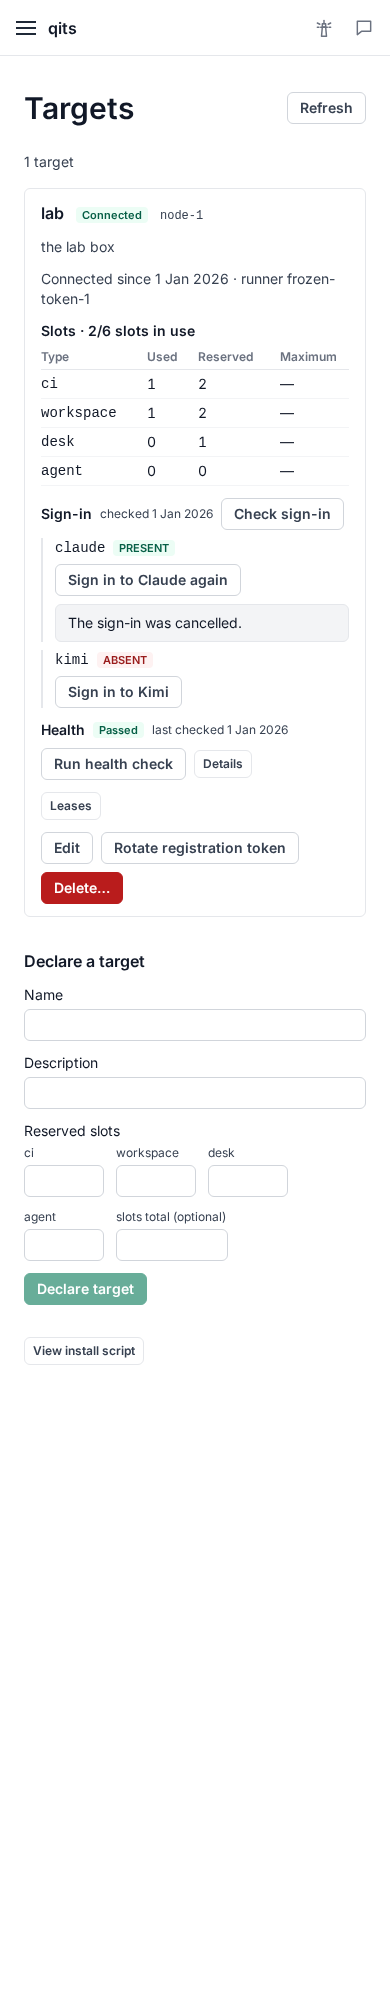 qits
Targets
Refresh
1 target
lab Connected node-1
the lab box
Connected since 1 Jan 2026 · runner frozen-
token-1
Slots · 2/6 slots in use
Type Used Reserved Maximum
ci 1 2 —
workspace 1 2 —
desk 0 1 —
agent 0 0 —
Sign-in checked 1 Jan 2026 Check sign-in
claude PRESENT
Sign in to Claude again
The sign-in was cancelled.
kimi ABSENT
Sign in to Kimi
Health Passed last checked 1 Jan 2026
Run health check Details
Leases
Edit Rotate registration token
Delete...
Declare a target
Name
Description
Reserved slots
ci workspace desk
agent slots total (optional)
Declare target
View install script